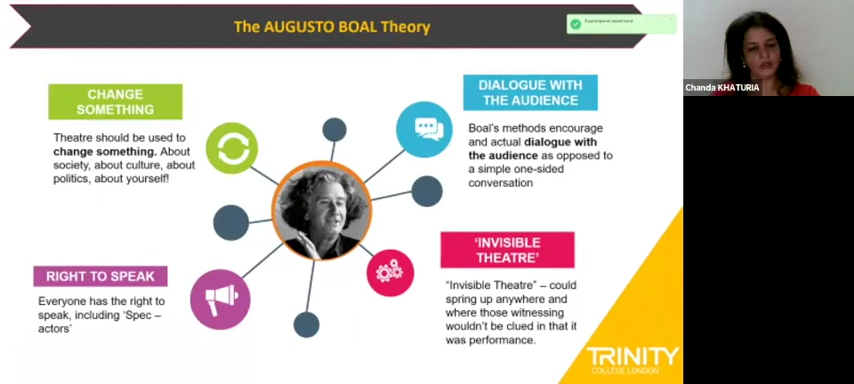 The AUGUSTO BOAL Theory
Chanda KHATURIA
CHANGE
SOMETHING
Theatre should be used to
change something. About
society, about culture, about
politics, about yourself!
DIALOGUE WITH
THE AUDIENCE
Boal's methods encourage
and actual dialogue with
the audience as opposed to
a simple one-sided
conversation
RIGHT TO SPEAK
Everyone has the right to
speak, including 'Spec –
actors'
'INVISIBLE
THEATRE'
"Invisible Theatre" – could
spring up anywhere and
where those witnessing
wouldn't be clued in that it
was performance.
TRINITY
COLLEGE LONDON